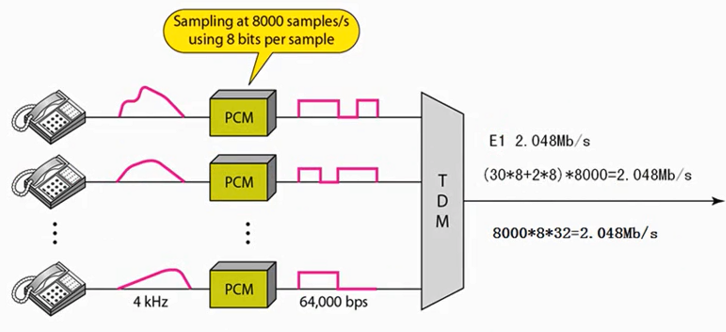 Sampling at 8000 samples/s
using 8 bits per sample
PCM
PCM
PCM
4 kHz
64,000 bps
TDM
E1 2.048Mb/s
(30*8+2*8)*8000=2.048Mb/s
8000*8*32=2.048Mb/s